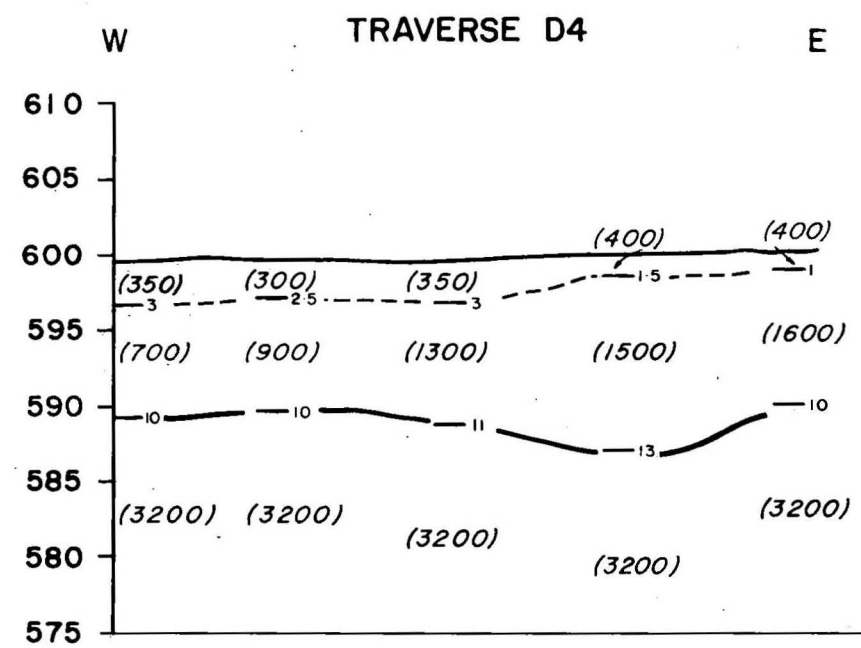 TRAVERSE D4
W E
610
605
600
(400) (400)
(350) (300) (350)
3 2·5 3 1·5 1
595
(700) (900) (1300) (1500) (1600)
590
10 10 11 13 10
585
(3200) (3200) (3200) (3200) (3200)
580
575